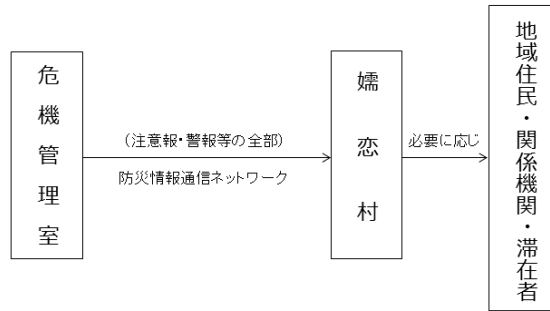 危機管理室
(注意報・警報等の全部)
防災情報通信ネットワーク
嬬恋村
必要に応じ
地域住民・関係機関・滞在者